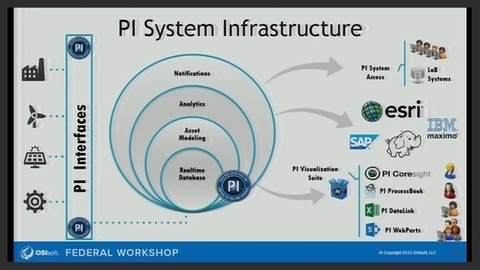 PI System Infrastructure
PI
PI Interfaces
PI
Notifications
Analytics
Asset
Modeling
Realtime
Database
PI
PI System
Access
LoB
Systems
esri
SAP
IBM
maximo
PI Visualization
Suite
PI
PI Coresight
PI ProcessBook
PI DataLink
PI WebParts
OSIsoft.
FEDERAL WORKSHOP
© Copyright 2015 OSIsoft, LLC